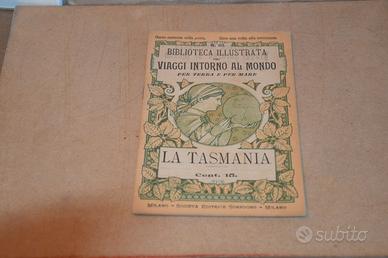 BIBLIOTECA ILLUSTRATA
DEI
VIAGGI INTORNO AL MONDO
PER TERRA E PER MARE
LA TASMANIA
Cent. 15.
MILANO - SOCIETÀ EDITRICE SONZOGNO - MILANO
subito